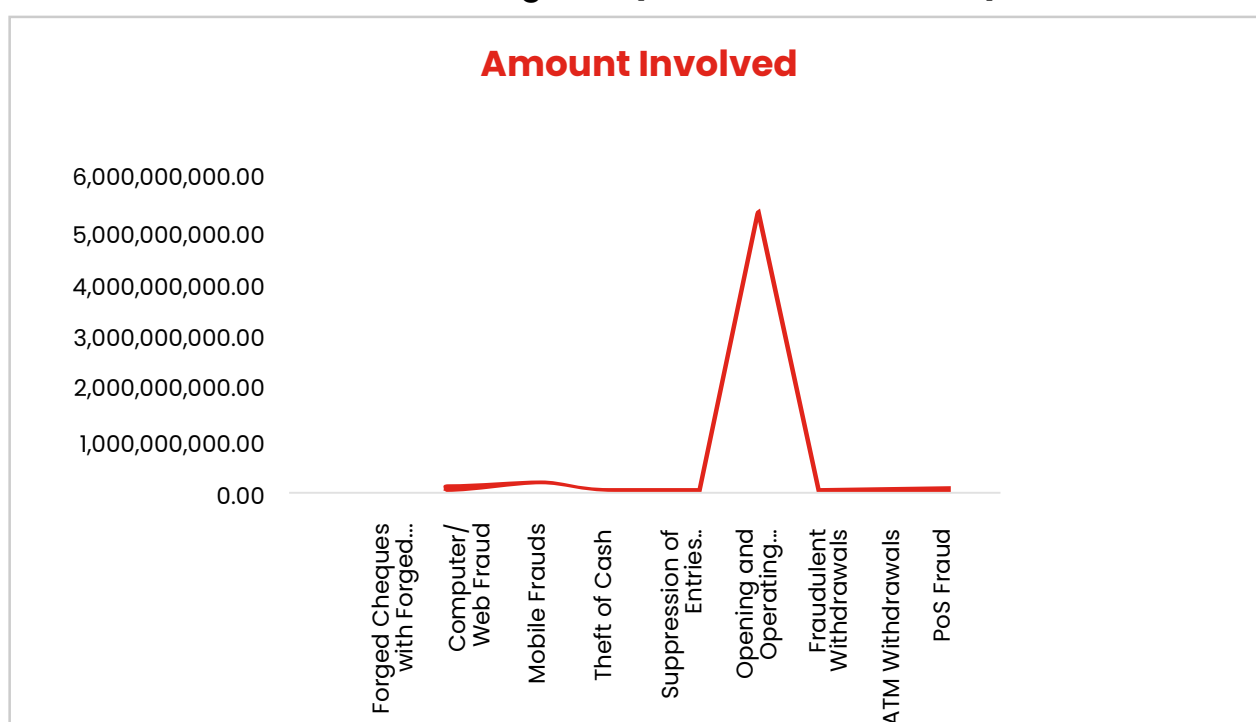 Amount Involved
6,000,000,000.00
5,000,000,000.00
4,000,000,000.00
3,000,000,000.00
2,000,000,000.00
1,000,000,000.00
0.00
Forged Cheques
with Forged...
Computer/
Web Fraud
Mobile Frauds
Theft of Cash
Suppression of
Entries..
Opening and
Operating...
Fraudulent
Withdrawals
ATM Withdrawals
PoS Fraud